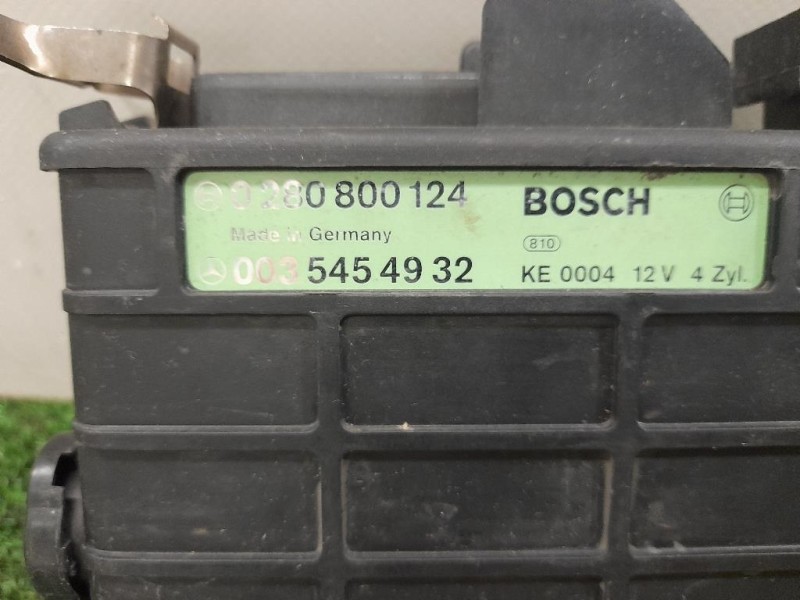 0 280 800 124 BOSCH
Made in Germany 810
003 545 49 32 KE 0004 12 V 4 Zyl.